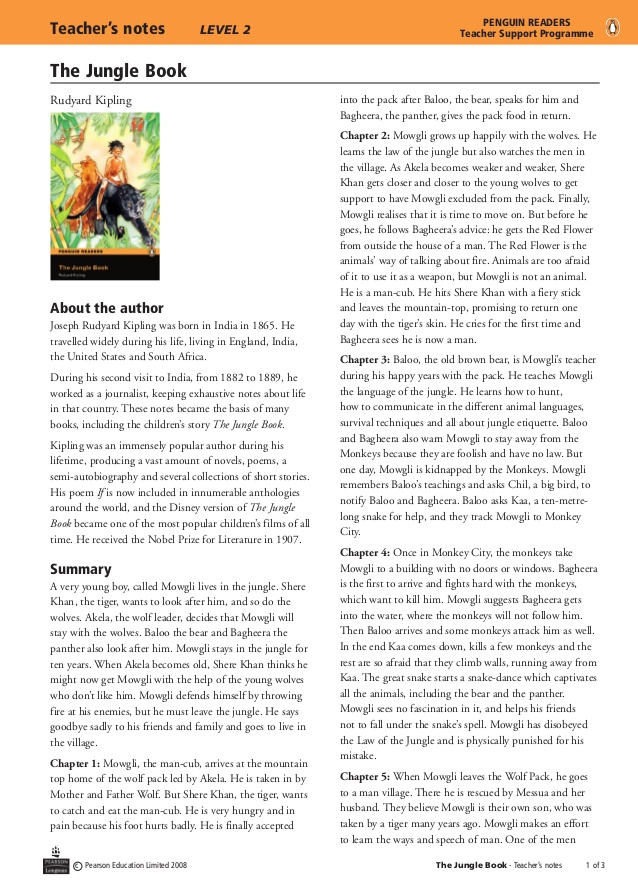 Teacher's notes LEVEL 2
PENGUIN READERS
Teacher Support Programme
The Jungle Book
Rudyard Kipling
PENGUIN READERS
The Jungle Book
Rudyard Kipling
About the author
Joseph Rudyard Kipling was born in India in 1865. He
travelled widely during his life, living in England, India,
the United States and South Africa.
During his second visit to India, from 1882 to 1889, he
worked as a journalist, keeping exhaustive notes about life
in that country. These notes became the basis of many
books, including the children's story The Jungle Book.
Kipling was an immensely popular author during his
lifetime, producing a vast amount of novels, poems, a
semi-autobiography and several collections of short stories.
His poem If is now included in innumerable anthologies
around the world, and the Disney version of The Jungle
Book became one of the most popular children's films of all
time. He received the Nobel Prize for Literature in 1907.
Summary
A very young boy, called Mowgli lives in the jungle. Shere
Khan, the tiger, wants to look after him, and so do the
wolves. Akela, the wolf leader, decides that Mowgli will
stay with the wolves. Baloo the bear and Bagheera the
panther also look after him. Mowgli stays in the jungle for
ten years. When Akela becomes old, Shere Khan thinks he
might now get Mowgli with the help of the young wolves
who don't like him. Mowgli defends himself by throwing
fire at his enemies, but he must leave the jungle. He says
goodbye sadly to his friends and family and goes to live in
the village.
Chapter 1: Mowgli, the man-cub, arrives at the mountain
top home of the wolf pack led by Akela. He is taken in by
Mother and Father Wolf. But Shere Khan, the tiger, wants
to catch and eat the man-cub. He is very hungry and in
pain because his foot hurts badly. He is finally accepted
into the pack after Baloo, the bear, speaks for him and
Bagheera, the panther, gives the pack food in return.
Chapter 2: Mowgli grows up happily with the wolves. He
learns the law of the jungle but also watches the men in
the village. As Akela becomes weaker and weaker, Shere
Khan gets closer and closer to the young wolves to get
support to have Mowgli excluded from the pack. Finally,
Mowgli realises that it is time to move on. But before he
goes, he follows Bagheera's advice: he gets the Red Flower
from outside the house of a man. The Red Flower is the
animals' way of talking about fire. Animals are too afraid
of it to use it as a weapon, but Mowgli is not an animal.
He is a man-cub. He hits Shere Khan with a fiery stick
and leaves the mountain-top, promising to return one
day with the tiger's skin. He cries for the first time and
Bagheera sees he is now a man.
Chapter 3: Baloo, the old brown bear, is Mowgli's teacher
during his happy years with the pack. He teaches Mowgli
the language of the jungle. He learns how to hunt,
how to communicate in the different animal languages,
survival techniques and all about jungle etiquette. Baloo
and Bagheera also warn Mowgli to stay away from the
Monkeys because they are foolish and have no law. But
one day, Mowgli is kidnapped by the Monkeys. Mowgli
remembers Baloo's teachings and asks Chil, a big bird, to
notify Baloo and Bagheera. Baloo asks Kaa, a ten-metre-
long snake for help, and they track Mowgli to Monkey
City.
Chapter 4: Once in Monkey City, the monkeys take
Mowgli to a building with no doors or windows. Bagheera
is the first to arrive and fights hard with the monkeys,
which want to kill him. Mowgli suggests Bagheera gets
into the water, where the monkeys will not follow him.
Then Baloo arrives and some monkeys attack him as well.
In the end Kaa comes down, kills a few monkeys and the
rest are so afraid that they climb walls, running away from
Kaa. The great snake starts a snake-dance which captivates
all the animals, including the bear and the panther.
Mowgli sees no fascination in it, and helps his friends
not to fall under the snake's spell. Mowgli has disobeyed
the Law of the Jungle and is physically punished for his
mistake.
Chapter 5: When Mowgli leaves the Wolf Pack, he goes
to a man village. There he is rescued by Messua and her
husband. They believe Mowgli is their own son, who was
taken by a tiger many years ago. Mowgli makes an effort
to learn the ways and speech of man. One of the men
PEARSON
Longman
© Pearson Education Limited 2008
The Jungle Book - Teacher's notes 1 of 3